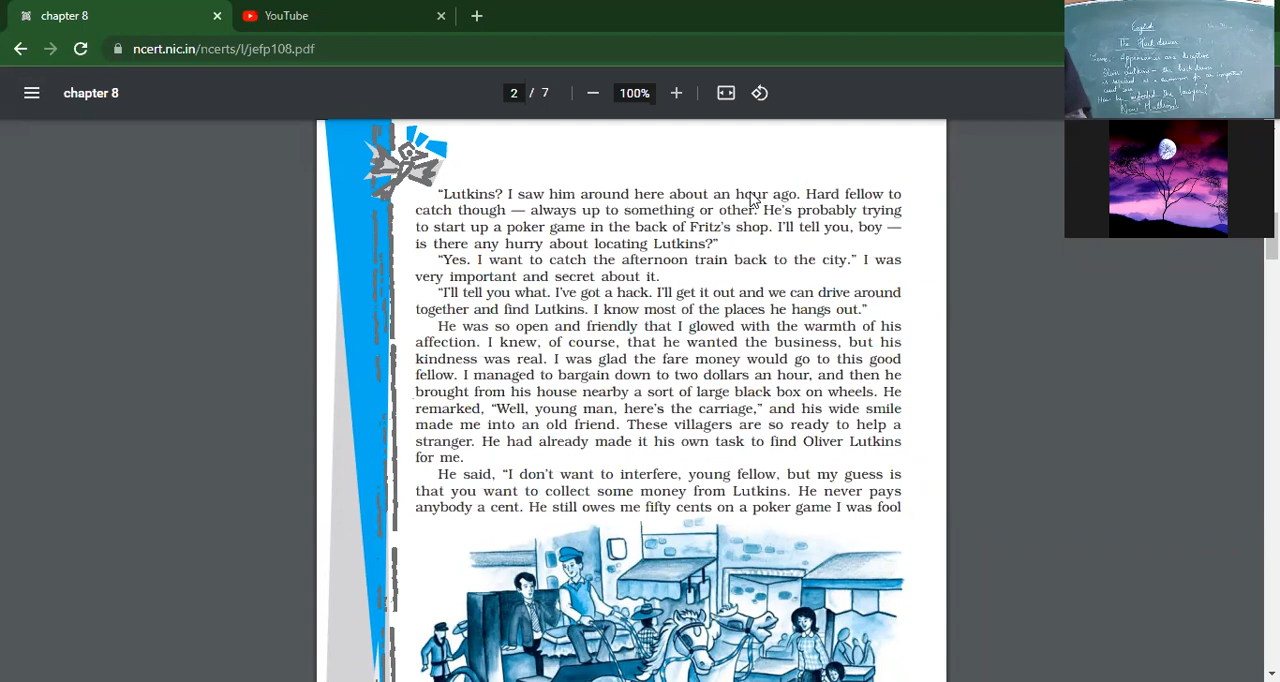 chapter 8
YouTube
ncert.nic.in/ncerts/l/jefp108.pdf
chapter 8
2 / 7
100%
English
The Hack driver
Appearances are deceptive
“Lutkins? I saw him around here about an hour ago. Hard fellow to
catch though — always up to something or other. He's probably trying
to start up a poker game in the back of Fritz's shop. I'll tell you, boy —
is there any hurry about locating Lutkins?”
“Yes. I want to catch the afternoon train back to the city.” I was
very important and secret about it.
“I'll tell you what. I've got a hack. I'll get it out and we can drive around
together and find Lutkins. I know most of the places he hangs out.”
He was so open and friendly that I glowed with the warmth of his
affection. I knew, of course, that he wanted the business, but his
kindness was real. I was glad the fare money would go to this good
fellow. I managed to bargain down to two dollars an hour, and then he
brought from his house nearby a sort of large black box on wheels. He
remarked, “Well, young man, here's the carriage,” and his wide smile
made me into an old friend. These villagers are so ready to help a
stranger. He had already made it his own task to find Oliver Lutkins
for me.
He said, “I don't want to interfere, young fellow, but my guess is
that you want to collect some money from Lutkins. He never pays
anybody a cent. He still owes me fifty cents on a poker game I was fool